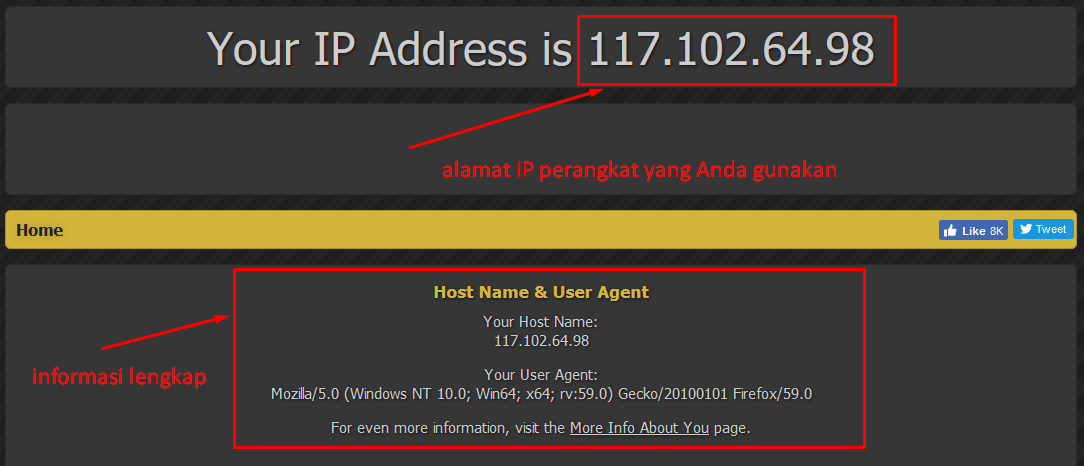 Your IP Address is 117.102.64.98
alamat IP perangkat yang Anda gunakan
Home
Like 8K
Tweet
Host Name & User Agent
Your Host Name:
117.102.64.98
informasi lengkap
Your User Agent:
Mozilla/5.0 (Windows NT 10.0; Win64; x64; rv:59.0) Gecko/20100101 Firefox/59.0
For even more information, visit the More Info About You page.